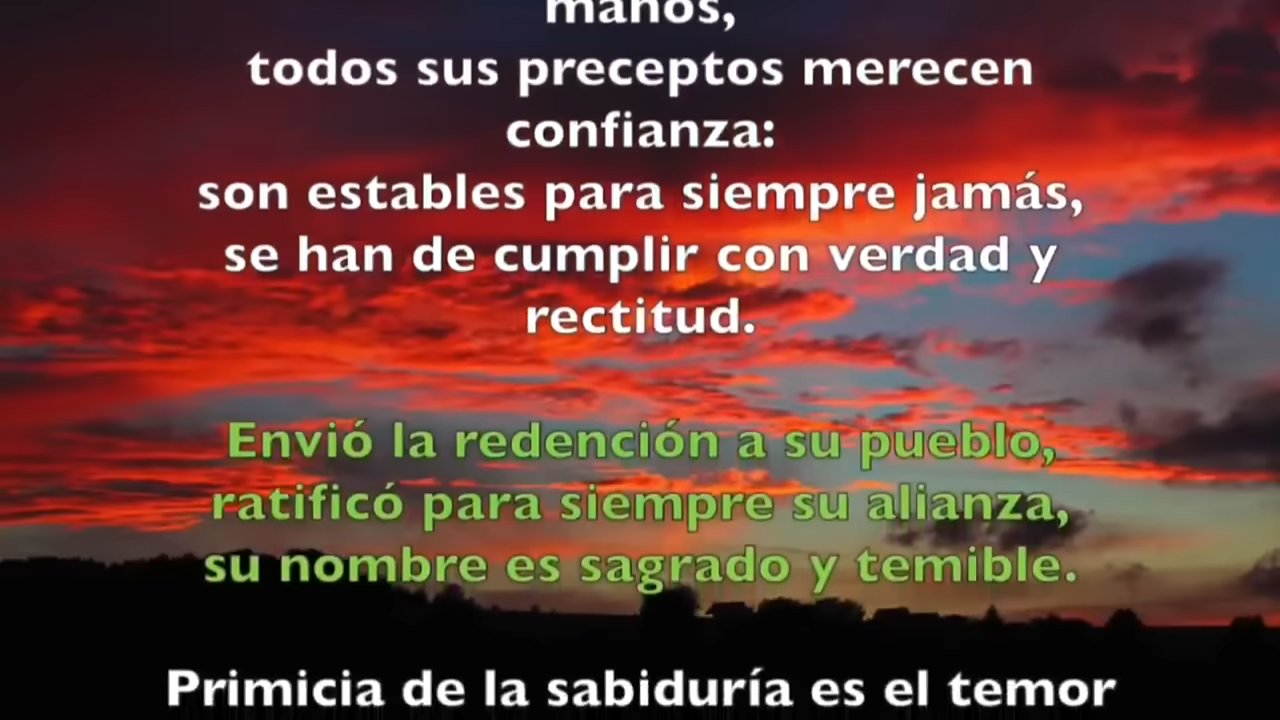 manos,
todos sus preceptos merecen
confianza:
son estables para siempre jamás,
se han de cumplir con verdad y
rectitud.
Envió la redención a su pueblo,
ratificó para siempre su alianza,
su nombre es sagrado y temible.
Primicia de la sabiduría es el temor